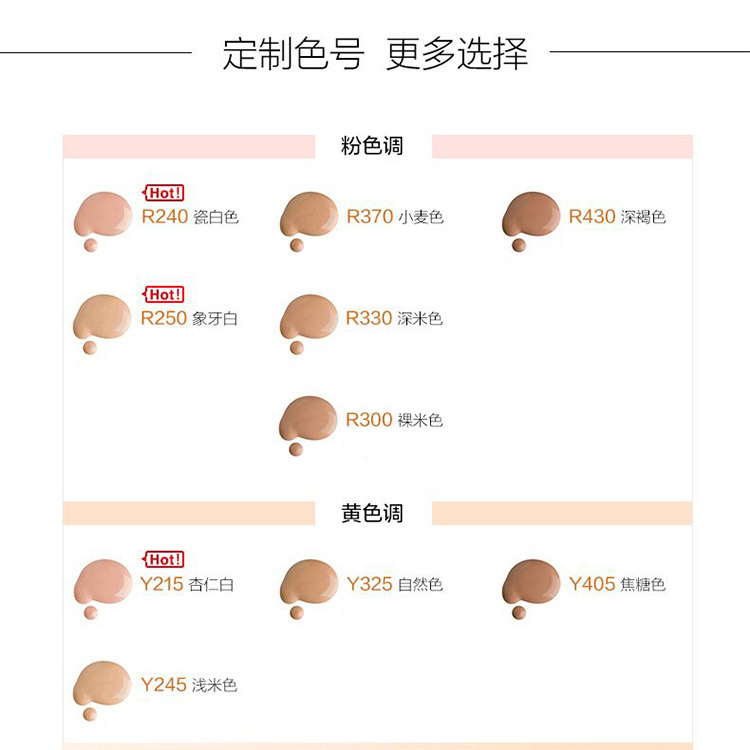 定制色号 更多选择
粉色调
Hot!
R240 瓷白色
R370 小麦色
R430 深褐色
Hot!
R250 象牙白
R330 深米色
R300 裸米色
黄色调
Hot!
Y215 杏仁白
Y325 自然色
Y405 焦糖色
Y245 浅米色